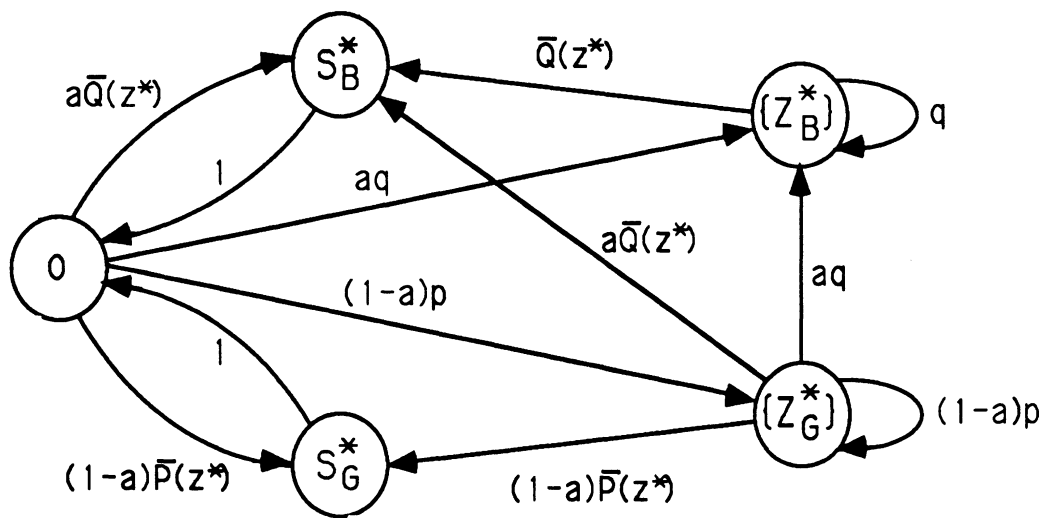 S*B
Q̄(z*)
{Z*B}
q
aQ̄(z*)
1
aq
aQ̄(z*)
0
(1-a)p
aq
1
{Z*G}
(1-a)p
S*G
(1-a)P̄(z*)
(1-a)P̄(z*)